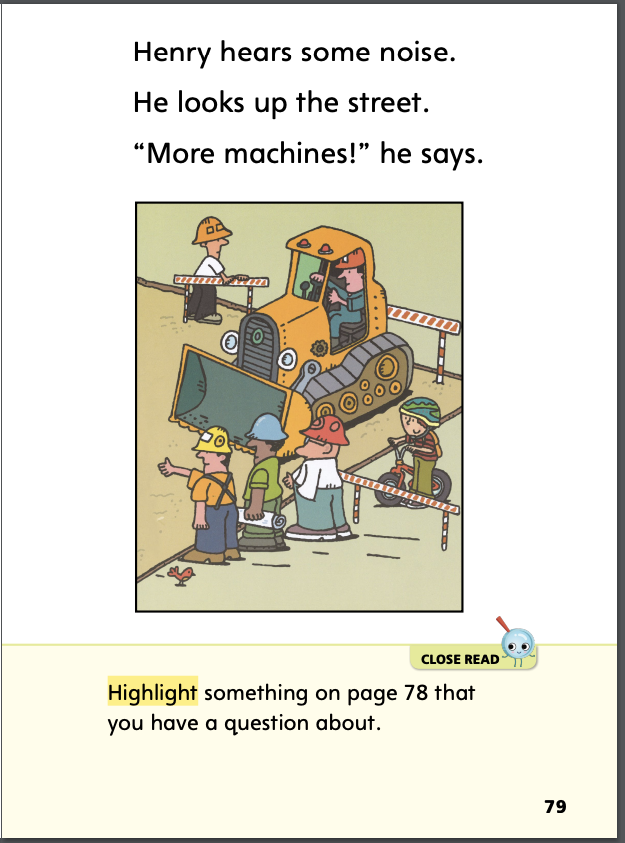 Henry hears some noise.
He looks up the street.
“More machines!” he says.
CLOSE READ
Highlight something on page 78 that
you have a question about.
79